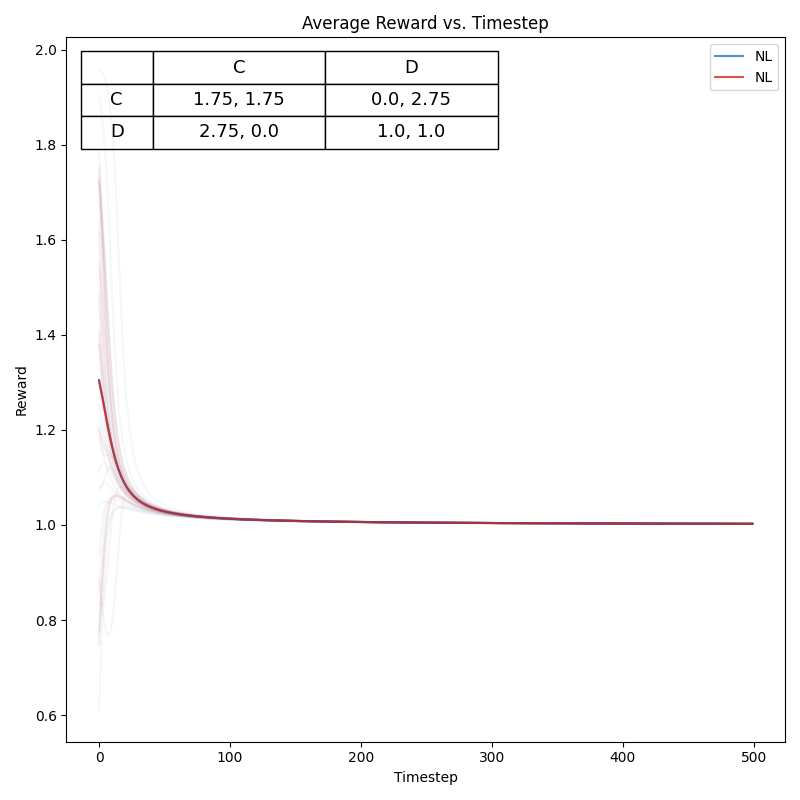 Average Reward vs. Timestep
2.0
1.8
1.6
1.4
1.2
1.0
0.8
0.6
Reward
C D
C 1.75, 1.75 0.0, 2.75
D 2.75, 0.0 1.0, 1.0
NL
NL
0 100 200 300 400 500
Timestep